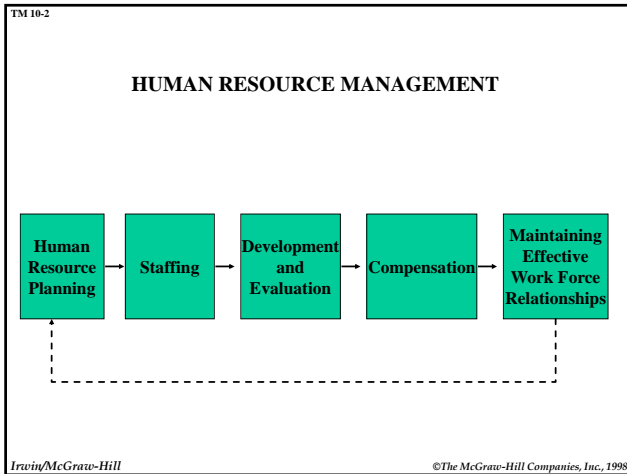 TM 10-2
HUMAN RESOURCE MANAGEMENT
Human
Resource
Planning
Staffing
Development
and
Evaluation
Compensation
Maintaining
Effective
Work Force
Relationships
Irwin/McGraw-Hill
©The McGraw-Hill Companies, Inc., 1998